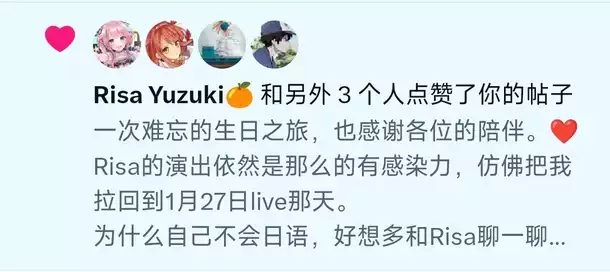 Risa Yuzuki🍊 和另外 3 个人点赞了你的帖子
一次难忘的生日之旅，也感谢各位的陪伴。❤️
Risa的演出依然是那么的有感染力，仿佛把我
拉回到1月27日live那天。
为什么自己不会日语，好想多和Risa聊一聊...